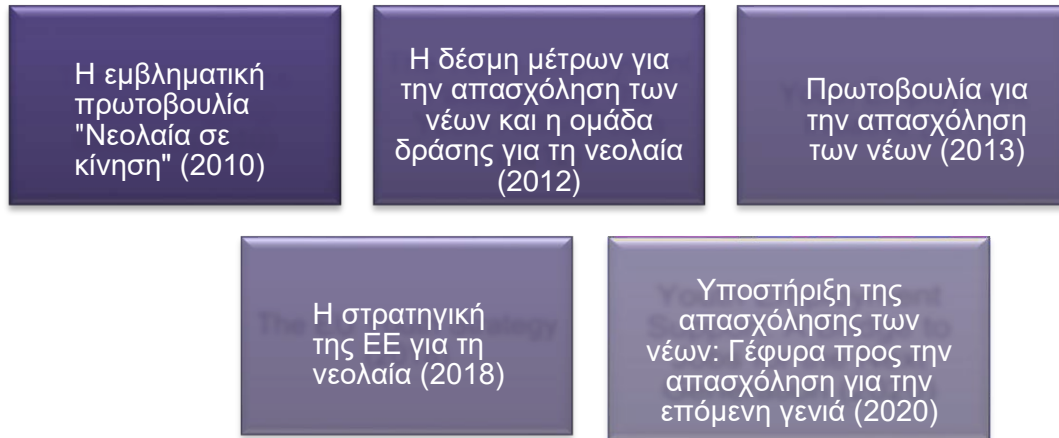 Η εμβληματική
πρωτοβουλία
"Νεολαία σε
κίνηση" (2010)
Η δέσμη μέτρων για
την απασχόληση των
νέων και η ομάδα
δράσης για τη νεολαία
(2012)
Πρωτοβουλία για
την απασχόληση
των νέων (2013)
Η στρατηγική
της ΕΕ για τη
νεολαία (2018)
Υποστήριξη της
απασχόλησης των
νέων: Γέφυρα προς την
απασχόληση για την
επόμενη γενιά (2020)